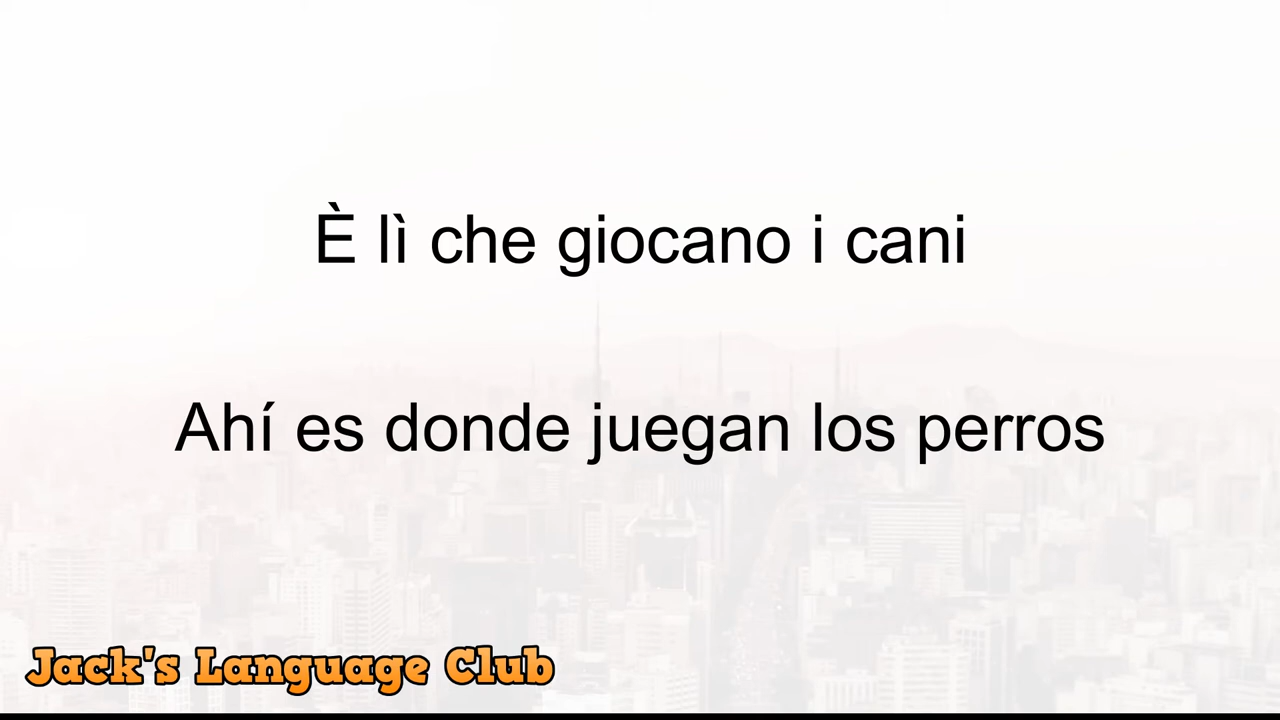 È lì che giocano i cani
Ahí es donde juegan los perros
Jack's Language Club